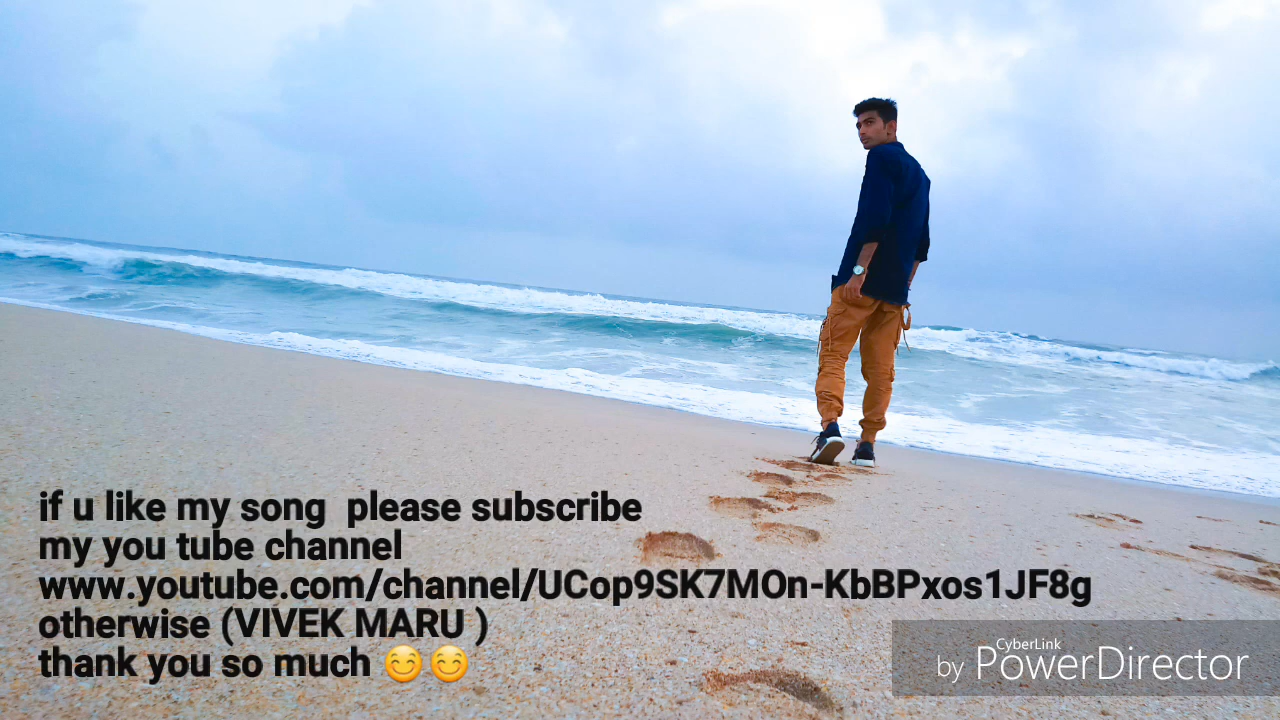 if u like my song  please subscribe
my you tube channel
www.youtube.com/channel/UCop9SK7MOn-KbBPxos1JF8g
otherwise (VIVEK MARU )
thank you so much 😊😊
CyberLink
by PowerDirector